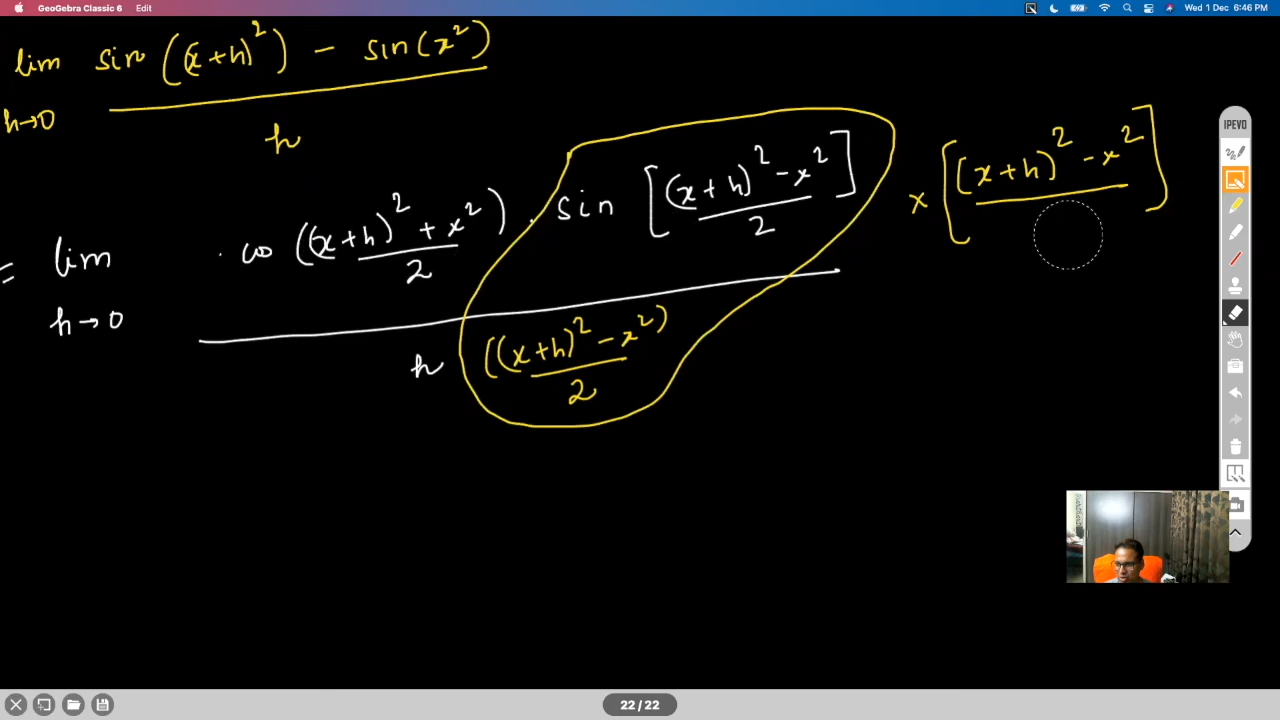 GeoGebra Classic 6 Edit Wed 1 Dec 6:46 PM
lim sin ((x+h)²) − sin(x²)
h→0 h
= lim . co ((x+h)² + x²) . sin [(x+h)² − x²] × [(x+h)² − x²]
2 2
h→0
h ((x+h)² − x²)
2
IPEVO
22 / 22